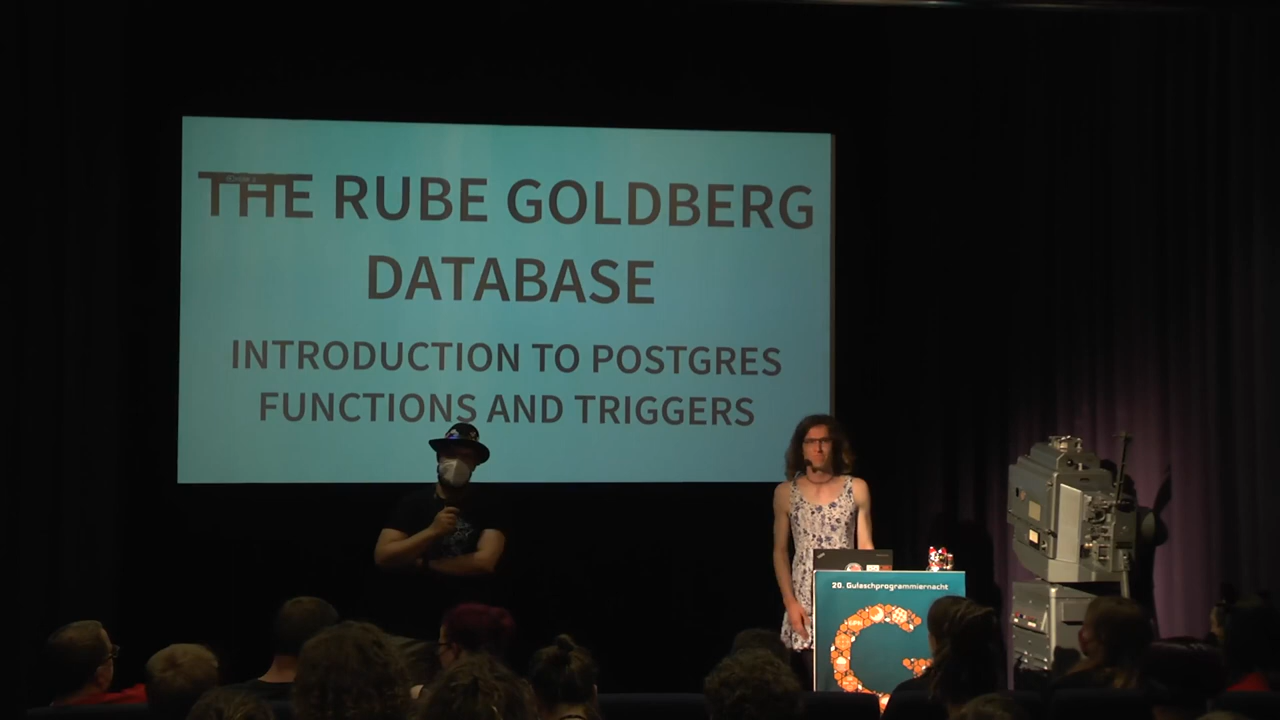 THE RUBE GOLDBERG
DATABASE
INTRODUCTION TO POSTGRES
FUNCTIONS AND TRIGGERS
20. Gulaschprogrammiernacht